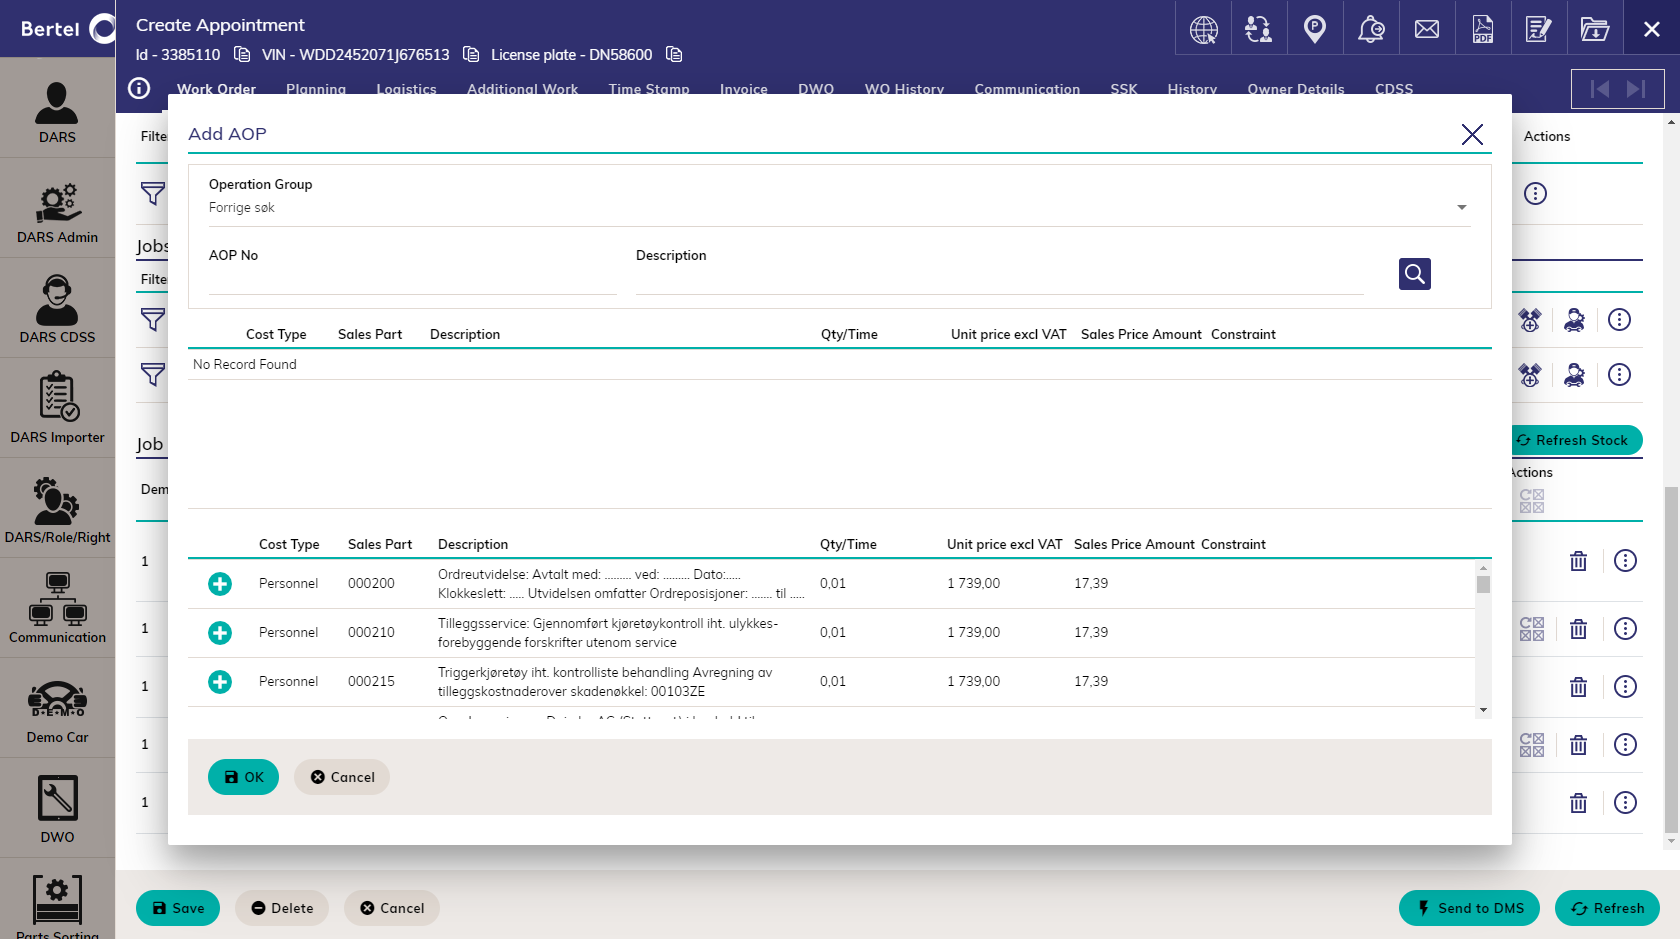 Bertel
Create Appointment
Id - 3385110 VIN - WDD2452071J676513 License plate - DN58600
Work Order Planning Logistics Additional Work Time Stamp Invoice DWO WO History Communication SSK History Owner Details CDSS
DARS
DARS Admin
DARS CDSS
DARS Importer
DARS/Role/Right
Communication
D-E-M-O
Demo Car
DWO
Parts Sorting
Filte
Actions
Jobs
Filte
Job
Refresh Stock
Dem
Actions
1
1
1
1
1
Add AOP
Operation Group
Forrige søk
AOP No Description
Cost Type Sales Part Description Qty/Time Unit price excl VAT Sales Price Amount Constraint
No Record Found
Cost Type Sales Part Description Qty/Time Unit price excl VAT Sales Price Amount Constraint
Personnel 000200 Ordreutvidelse: Avtalt med: ......... ved: ......... Dato:.....
Klokkeslett: ..... Utvidelsen omfatter Ordreposisjoner: ....... til ..... 0,01 1 739,00 17,39
Personnel 000210 Tilleggsservice: Gjennomført kjøretøykontroll iht. ulykkes-
forebyggende forskrifter utenom service 0,01 1 739,00 17,39
Personnel 000215 Triggerkjøretøy iht. kontrolliste behandling Avregning av
tilleggskostnaderover skadenøkkel: 00103ZE 0,01 1 739,00 17,39
OK Cancel
Save Delete Cancel Send to DMS Refresh